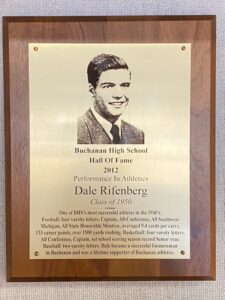 Buchanan High School
Hall Of Fame
2012
Performance In Athletics
Dale Rifenberg
Class of 1950
One of BHS's most successful athletes in the 1940's.
Football: four varsity letters, Captain, All-Conference, All Southwest
Michigan, All State Honorable Mention, averaged 9.4 yards per carry,
133 career points, over 1500 yards rushing. Basketball: four varsity letters,
All Conference, Captain, set school scoring season record Senior year.
Baseball: two varsity letters, Dale became a successful businessman
in Buchanan and was a lifetime supporter of Buchanan athletics.